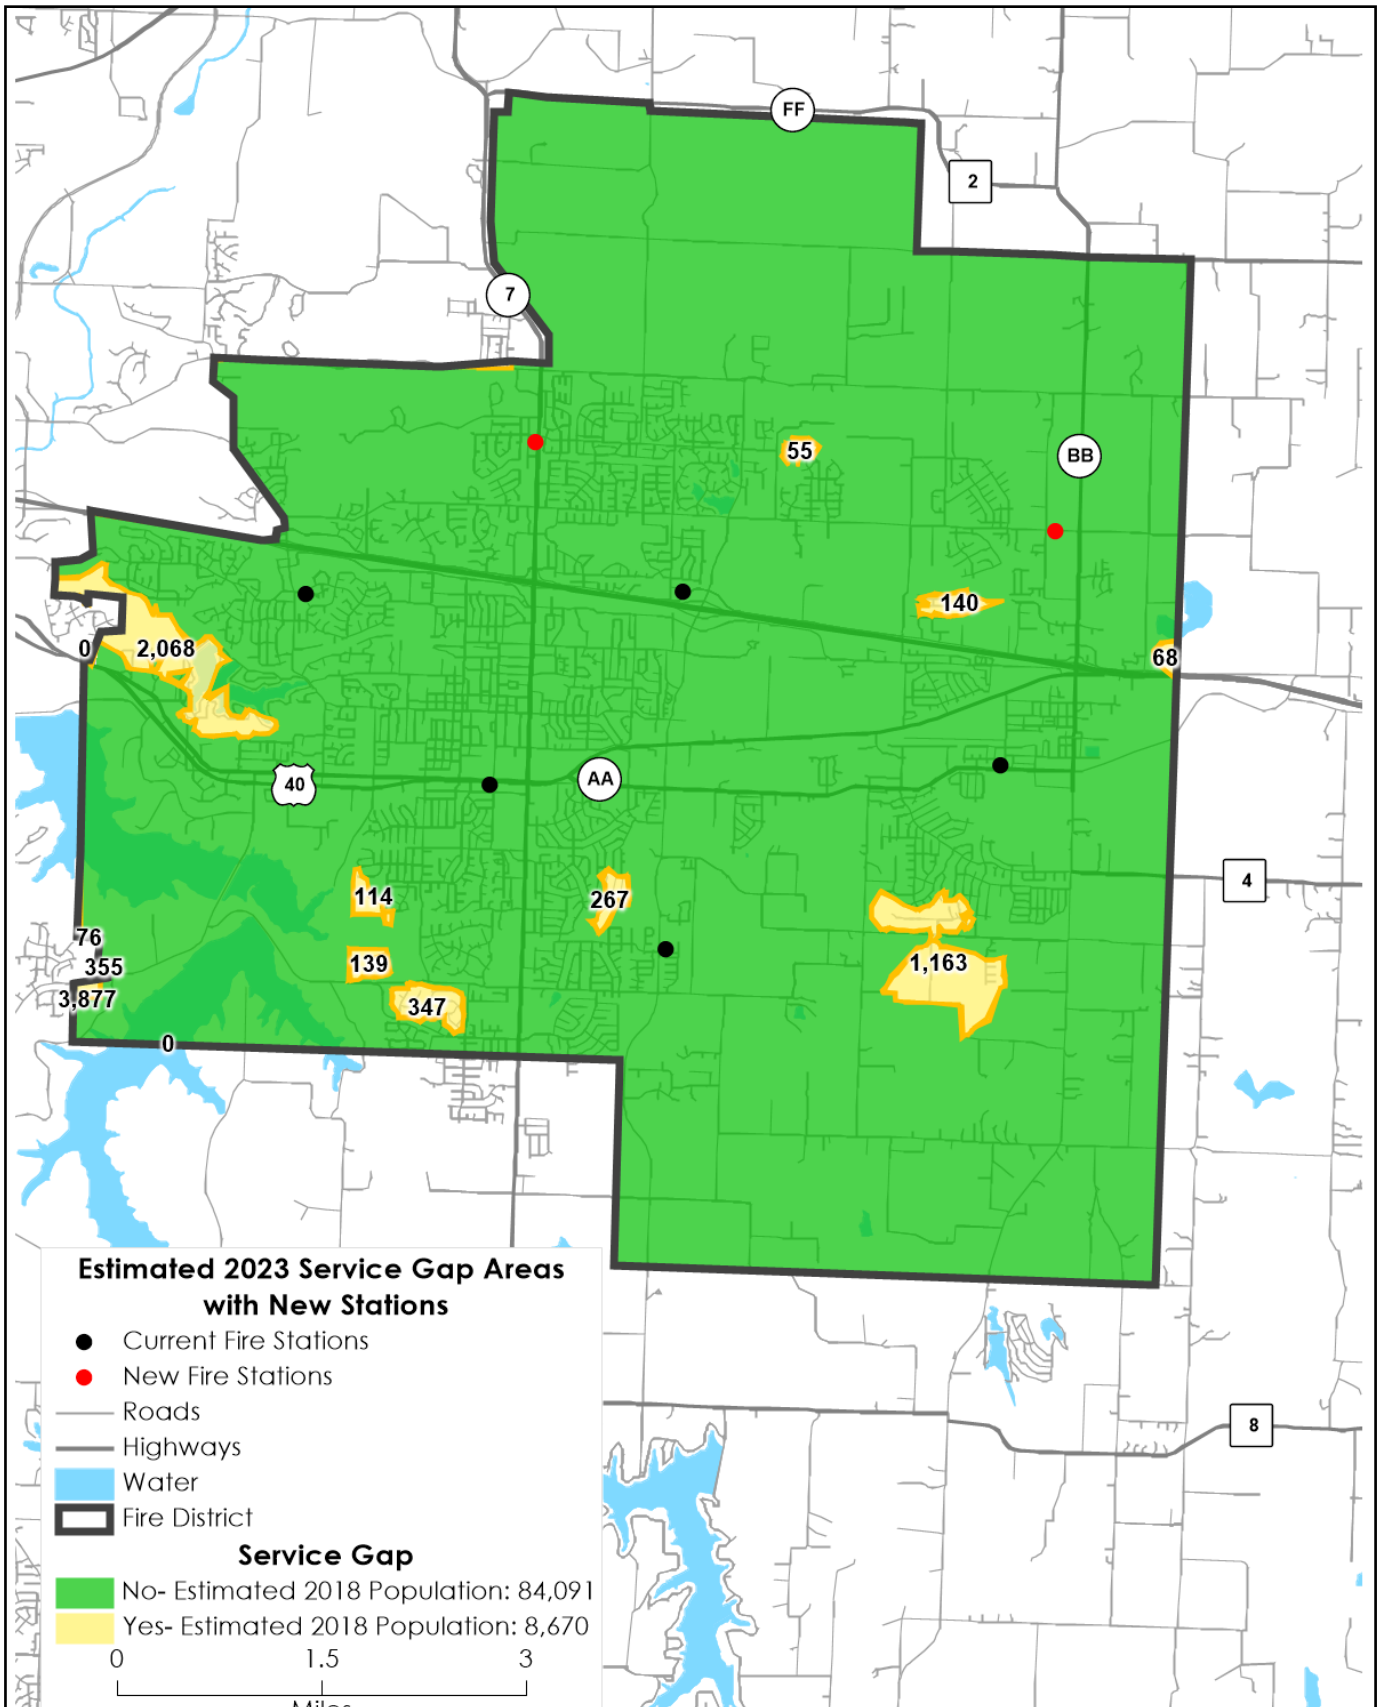 FF
2
7
55
BB
140
0
2,068
68
40
AA
114
267
4
76
139
1,163
355
3,877
347
0
Estimated 2023 Service Gap Areas
with New Stations
Current Fire Stations
New Fire Stations
Roads
Highways
Water
Fire District
Service Gap
No- Estimated 2018 Population: 84,091
Yes- Estimated 2018 Population: 8,670
0 1.5 3
Miles
8